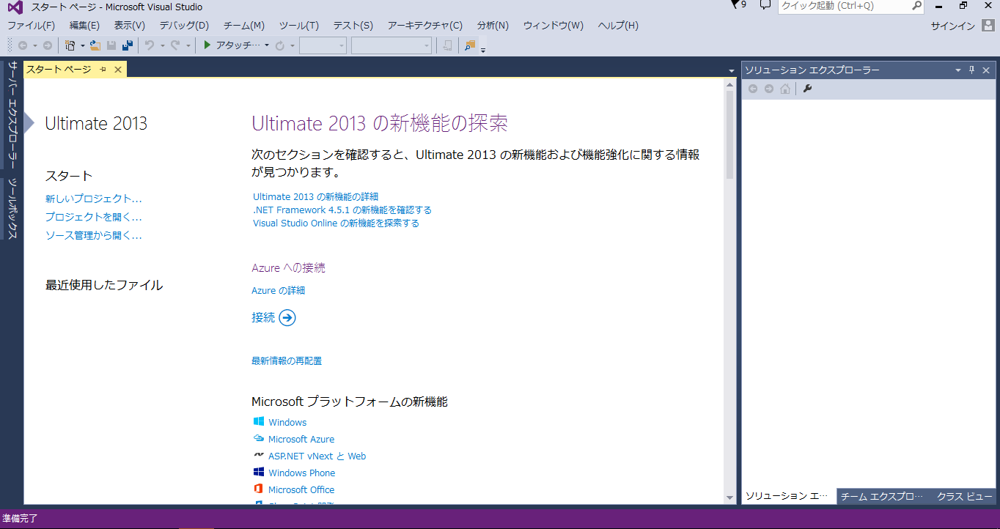 スタート ページ - Microsoft Visual Studio
9
クイック起動 (Ctrl+Q)
ファイル(F) 編集(E) 表示(V) デバッグ(D) チーム(M) ツール(T) テスト(S) アーキテクチャ(C) 分析(N) ウィンドウ(W) ヘルプ(H)
サインイン
アタッチ…
サーバー エクスプローラー
ツールボックス
スタート ページ
Ultimate 2013
スタート
新しいプロジェクト...
プロジェクトを開く...
ソース管理から開く...
最近使用したファイル
Ultimate 2013 の新機能の探索
次のセクションを確認すると、Ultimate 2013 の新機能および機能強化に関する情報
が見つかります。
Ultimate 2013 の新機能の詳細
.NET Framework 4.5.1 の新機能を確認する
Visual Studio Online の新機能を探索する
Azure への接続
Azure の詳細
接続
最新情報の再配置
Microsoft プラットフォームの新機能
Windows
Microsoft Azure
ASP.NET vNext と Web
Windows Phone
Microsoft Office
ソリューション エクスプローラー
ソリューション エ…
チーム エクスプロ…
クラス ビュー
準備完了